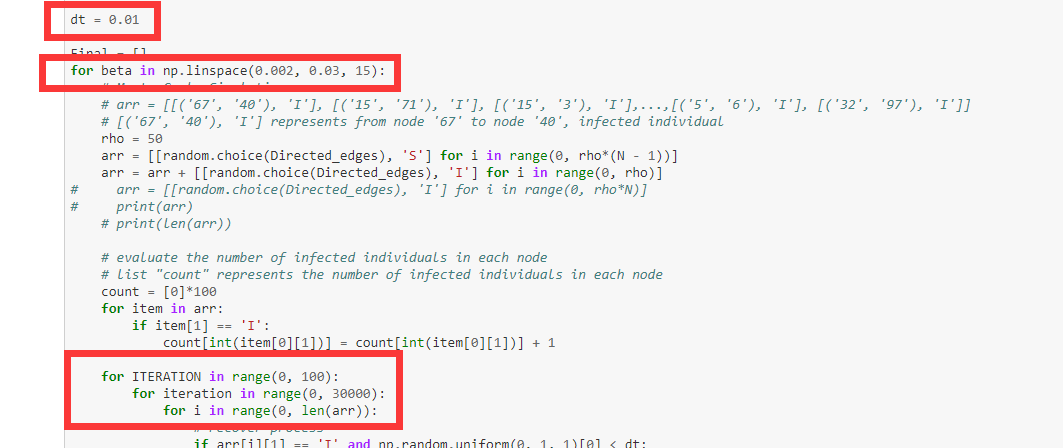 dt = 0.01
Final = []
for beta in np.linspace(0.002, 0.03, 15):
# arr = [[('67', '40'), 'I'], [('15', '71'), 'I'], [('15', '3'), 'I'],...,[('5', '6'), 'I'], [('32', '97'), 'I']]
# [('67', '40'), 'I'] represents from node '67' to node '40', infected individual
rho = 50
arr = [[random.choice(Directed_edges), 'S'] for i in range(0, rho*(N - 1))]
arr = arr + [[random.choice(Directed_edges), 'I'] for i in range(0, rho)]
# arr = [[random.choice(Directed_edges), 'I'] for i in range(0, rho*N)]
# print(arr)
# print(len(arr))
# evaluate the number of infected individuals in each node
# list "count" represents the number of infected individuals in each node
count = [0]*100
for item in arr:
if item[1] == 'I':
count[int(item[0][1])] = count[int(item[0][1])] + 1
for ITERATION in range(0, 100):
for iteration in range(0, 30000):
for i in range(0, len(arr)):
# recover process
if arr[i][1] == 'I' and np.random.uniform(0, 1, 1)[0] < dt: